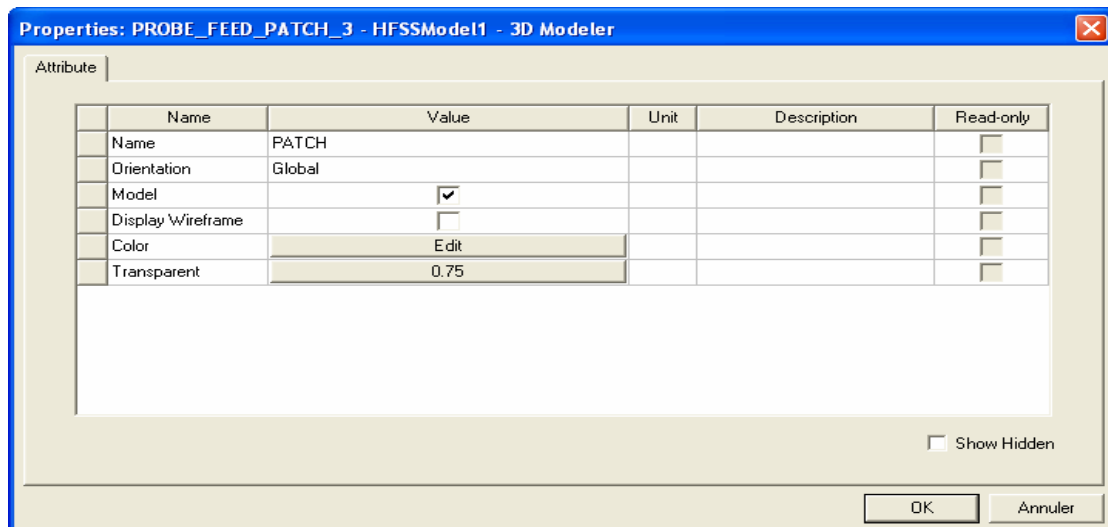 Properties: PROBE_FEED_PATCH_3 - HFSSModel1 - 3D Modeler
Attribute
Name Value Unit Description Read-only
Name PATCH
Orientation Global
Model
Display Wireframe
Color Edit
Transparent 0.75
Show Hidden
OK Annuler